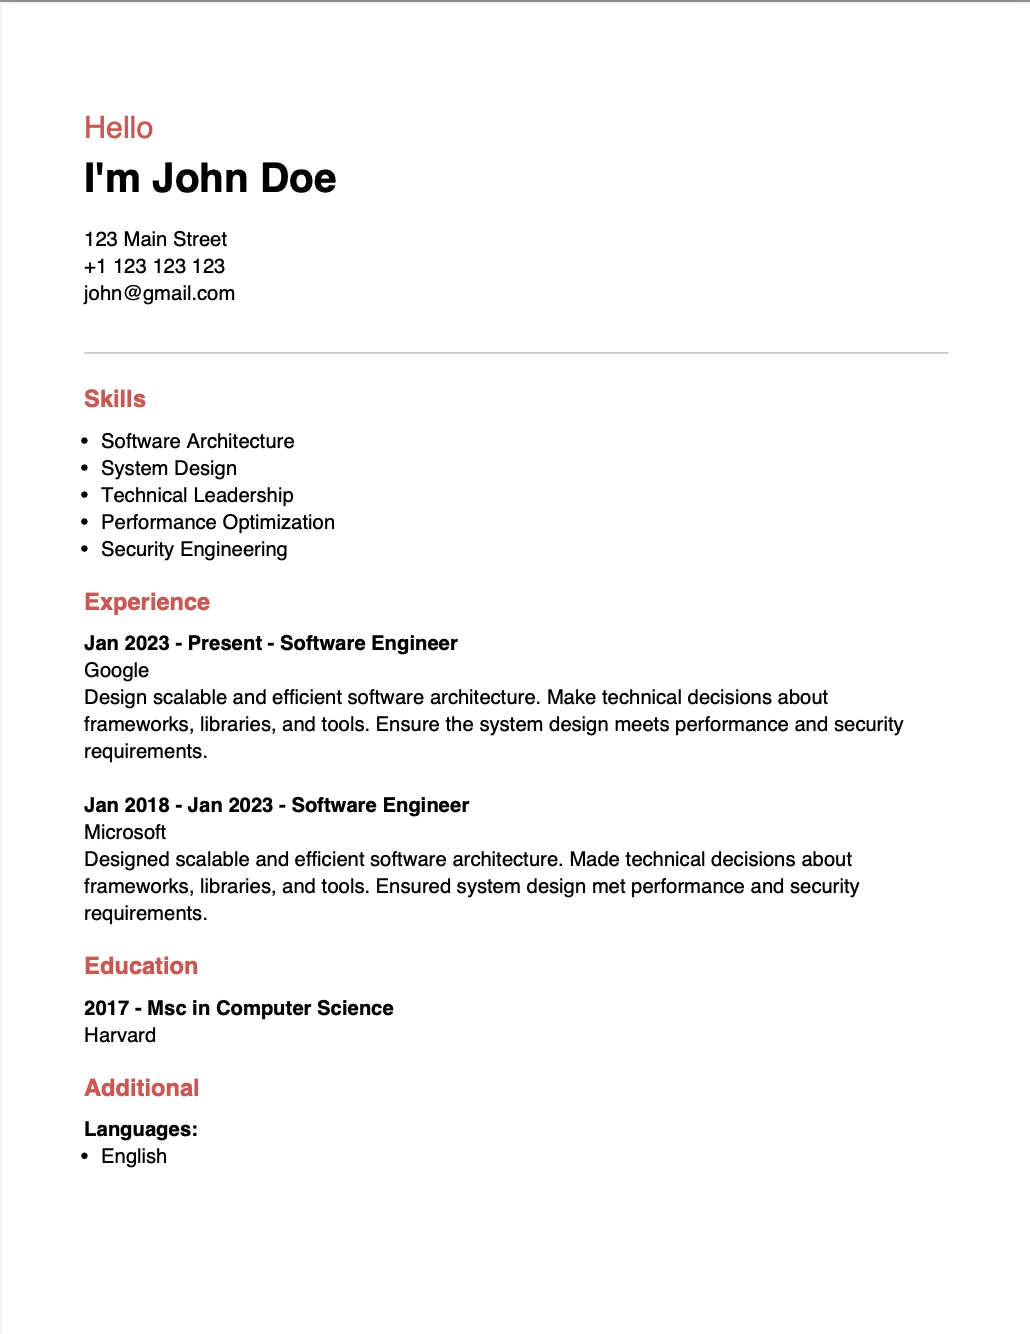 Hello
I'm John Doe
123 Main Street
+1 123 123 123
john@gmail.com
Skills
• Software Architecture
• System Design
• Technical Leadership
• Performance Optimization
• Security Engineering
Experience
Jan 2023 - Present - Software Engineer
Google
Design scalable and efficient software architecture. Make technical decisions about
frameworks, libraries, and tools. Ensure the system design meets performance and security
requirements.
Jan 2018 - Jan 2023 - Software Engineer
Microsoft
Designed scalable and efficient software architecture. Made technical decisions about
frameworks, libraries, and tools. Ensured system design met performance and security
requirements.
Education
2017 - Msc in Computer Science
Harvard
Additional
Languages:
• English